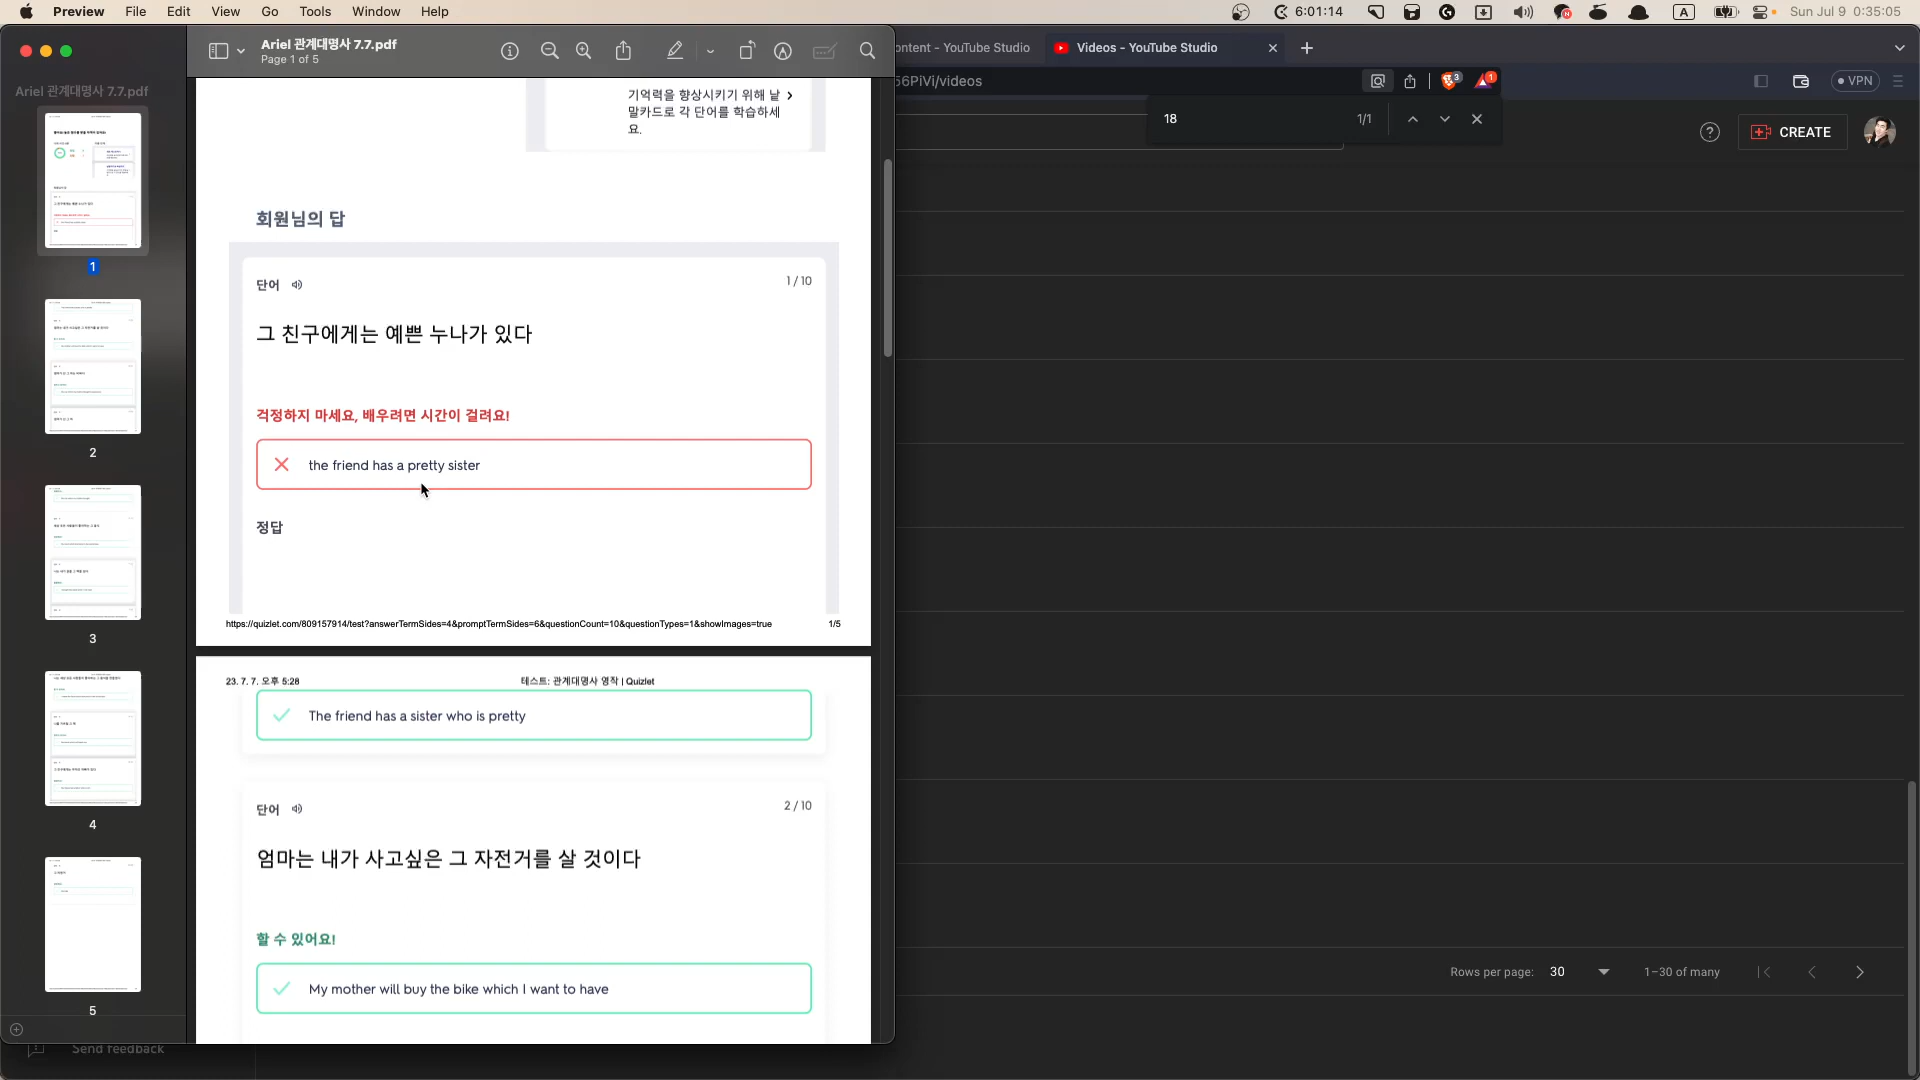 Preview File Edit View Go Tools Window Help
6:01:14
A
Sun Jul 9 0:35:05
Ariel 관계대명사 7.7.pdf
Page 1 of 5
ontent - YouTube Studio
Videos - YouTube Studio
56PiVi/videos
3
1
VPN
18
1/1
CREATE
Ariel 관계대명사 7.7.pdf
1
2
3
4
5
기억력을 향상시키기 위해 낱
말카드로 각 단어를 학습하세
요.
회원님의 답
단어
1 / 10
그 친구에게는 예쁜 누나가 있다
걱정하지 마세요, 배우려면 시간이 걸려요!
the friend has a pretty sister
정답
https://quizlet.com/809157914/test?answerTermSides=4&promptTermSides=6&questionCount=10&questionTypes=1&showImages=true
1/5
23. 7. 7. 오후 5:28
테스트: 관계대명사 영작 | Quizlet
The friend has a sister who is pretty
단어
2 / 10
엄마는 내가 사고싶은 그 자전거를 살 것이다
할 수 있어요!
My mother will buy the bike which I want to have
Rows per page: 30
1–30 of many
Send feedback